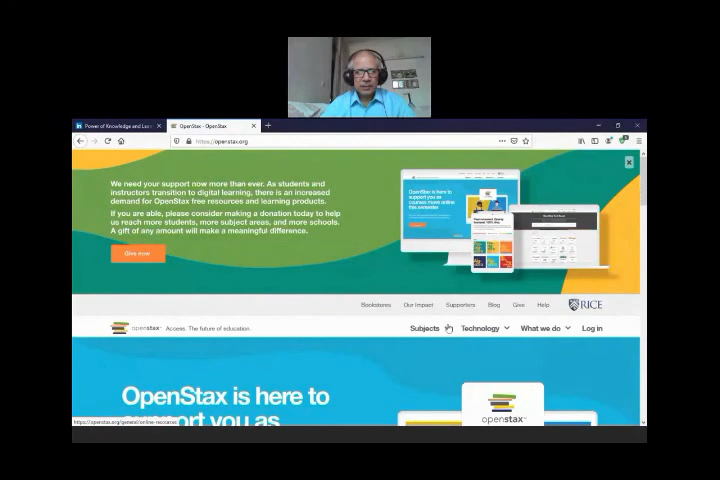 Power of Knowledge and Lea
OpenStax - OpenStax
https://openstax.org
We need your support now more than ever. As students and
instructors transition to digital learning, there is an increased
demand for OpenStax free resources and learning products.
If you are able, please consider making a donation today to help
us reach more students, more subject areas, and more schools.
A gift of any amount will make a meaningful difference.
Give now
OpenStax is here to
support you as
courses move online
this semester
Bookstores Our Impact Supporters Blog Give Help RICE
openstax Access. The future of education.
Subjects Technology What we do Log in
OpenStax is here to
support you as
openstax
https://openstax.org/general/online-resources